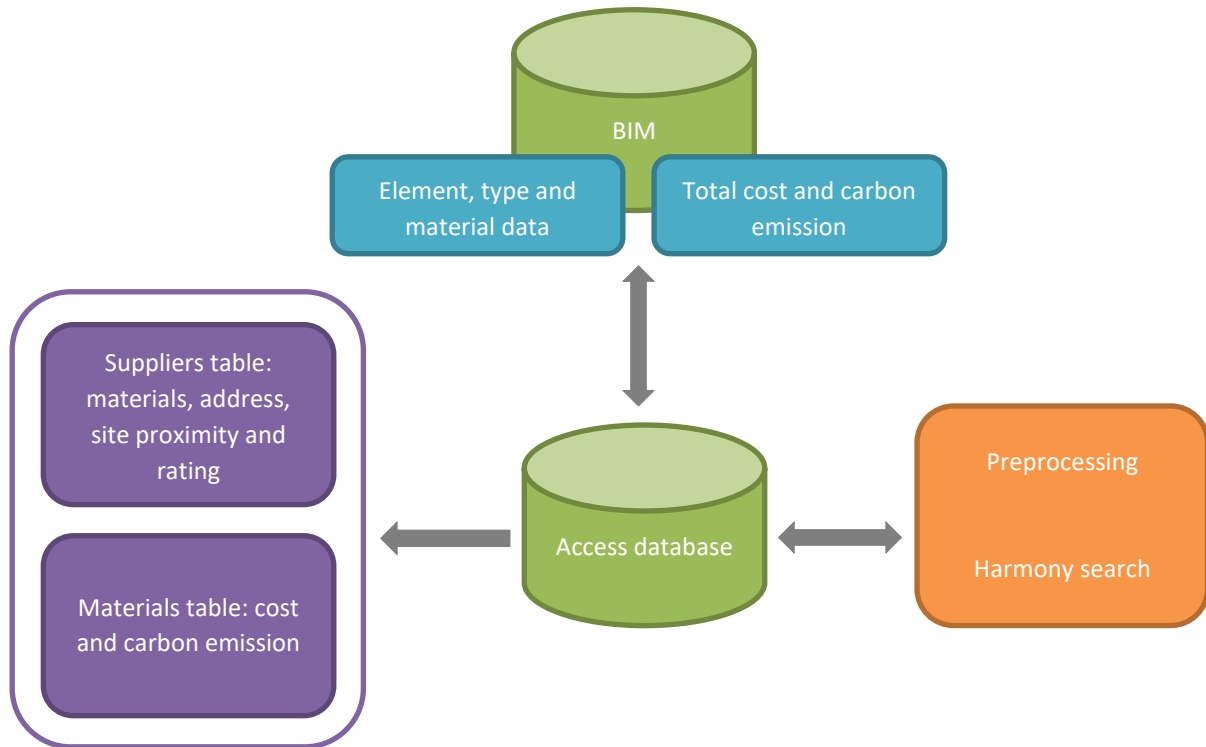 BIM
Element, type and
material data
Total cost and carbon
emission
Suppliers table:
materials, address,
site proximity and
rating
Materials table: cost
and carbon emission
Access database
Preprocessing
Harmony search